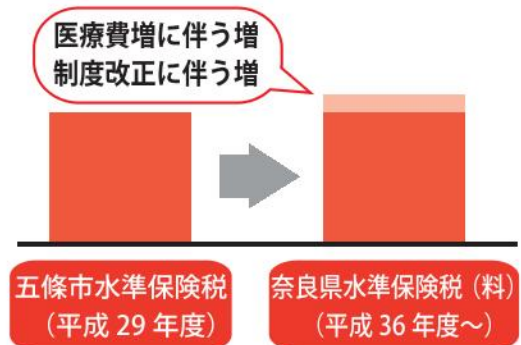 医療費増に伴う増
制度改正に伴う増
五條市水準保険税
（平成 29 年度）
奈良県水準保険税（料）
（平成 36 年度～）